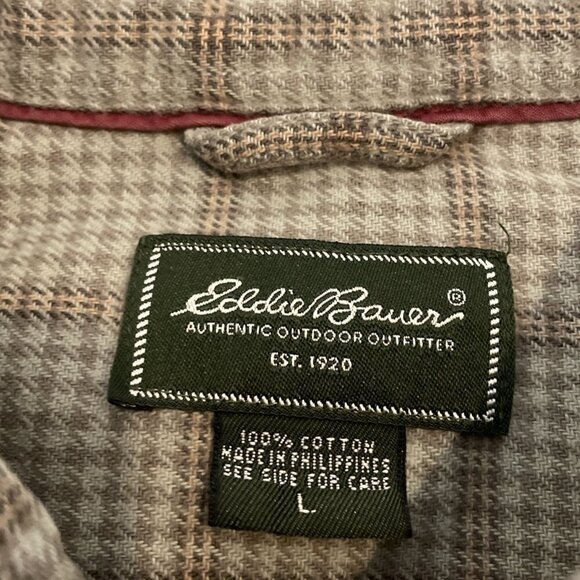 Eddie Bauer®
AUTHENTIC OUTDOOR OUTFITTER
EST. 1920
100% COTTON
MADE IN PHILIPPINES
SEE SIDE FOR CARE
L